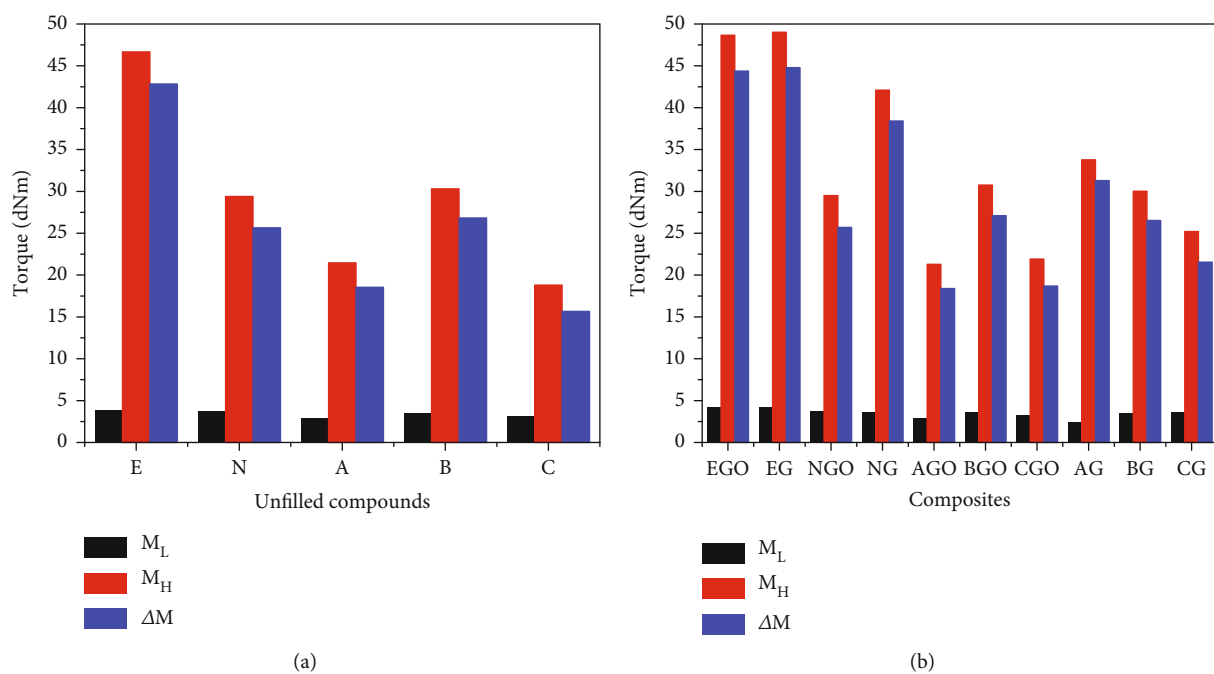 50
45
40
35
30
25
20
15
10
5
0
Torque (dNm)
E N A B C
Unfilled compounds
M_L
M_H
ΔM
(a)
50
45
40
35
30
25
20
15
10
5
0
Torque (dNm)
EGO EG NGO NG AGO BGO CGO AG BG CG
Composites
M_L
M_H
ΔM
(b)